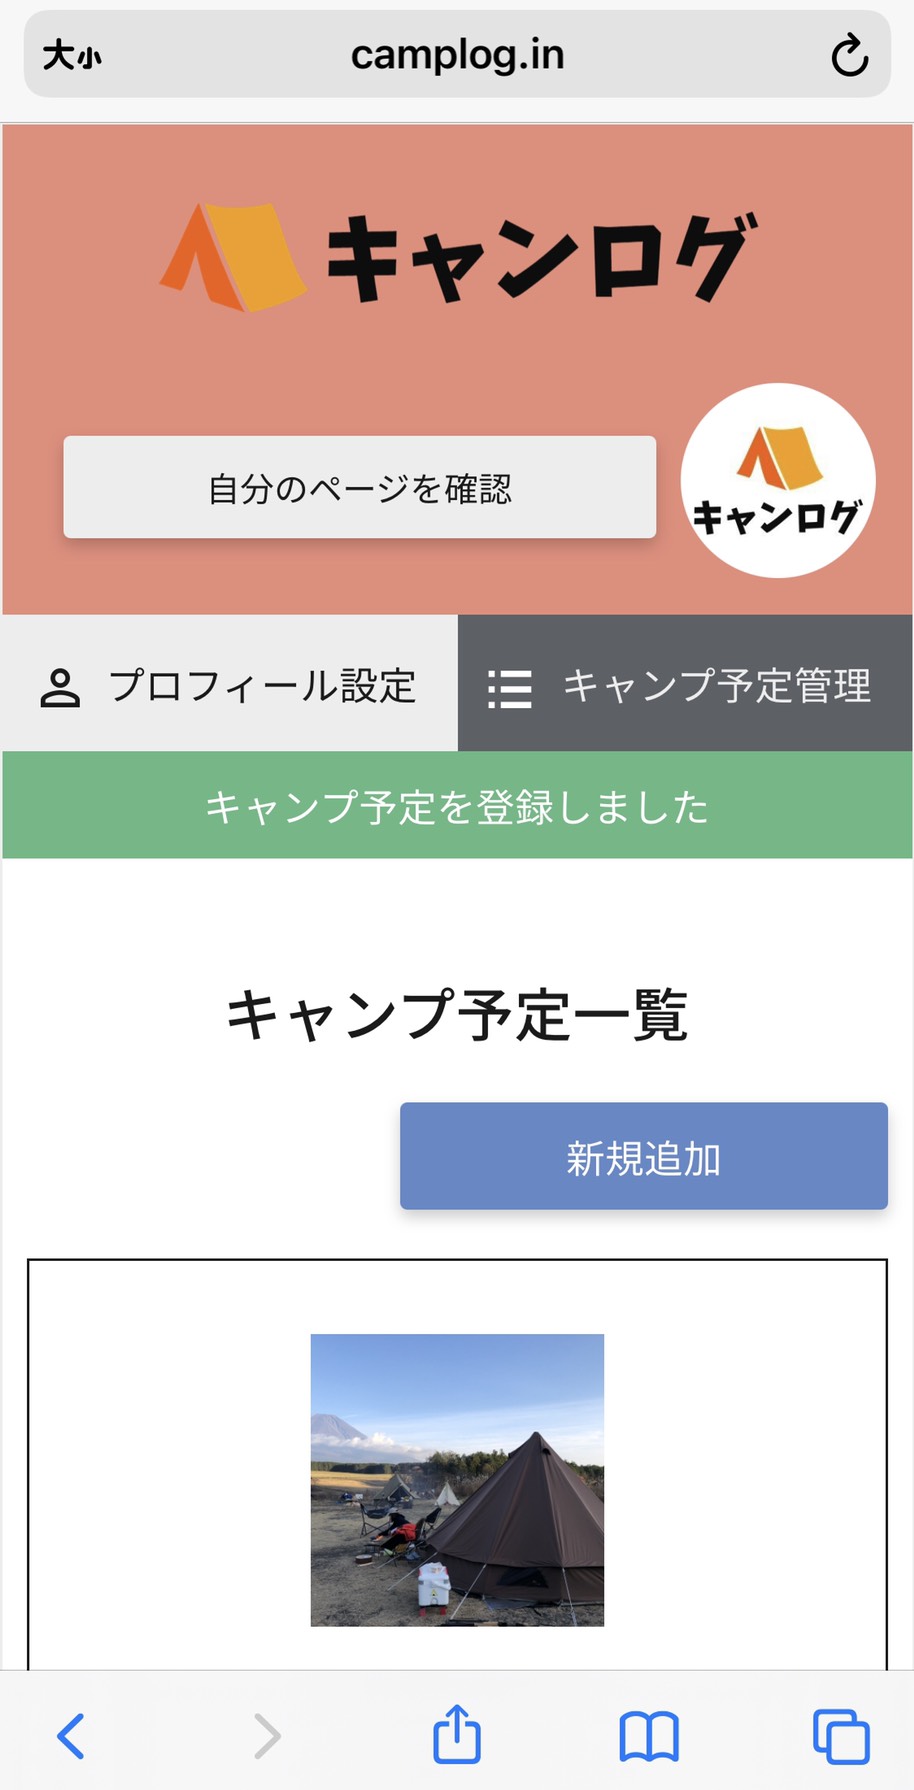 大小
camplog.in
キャンログ
自分のページを確認
キャンログ
プロフィール設定
キャンプ予定管理
キャンプ予定を登録しました
キャンプ予定一覧
新規追加